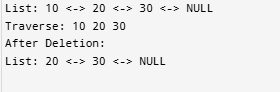 List: 10 <-> 20 <-> 30 <-> NULL
Traverse: 10 20 30
After Deletion:
List: 20 <-> 30 <-> NULL